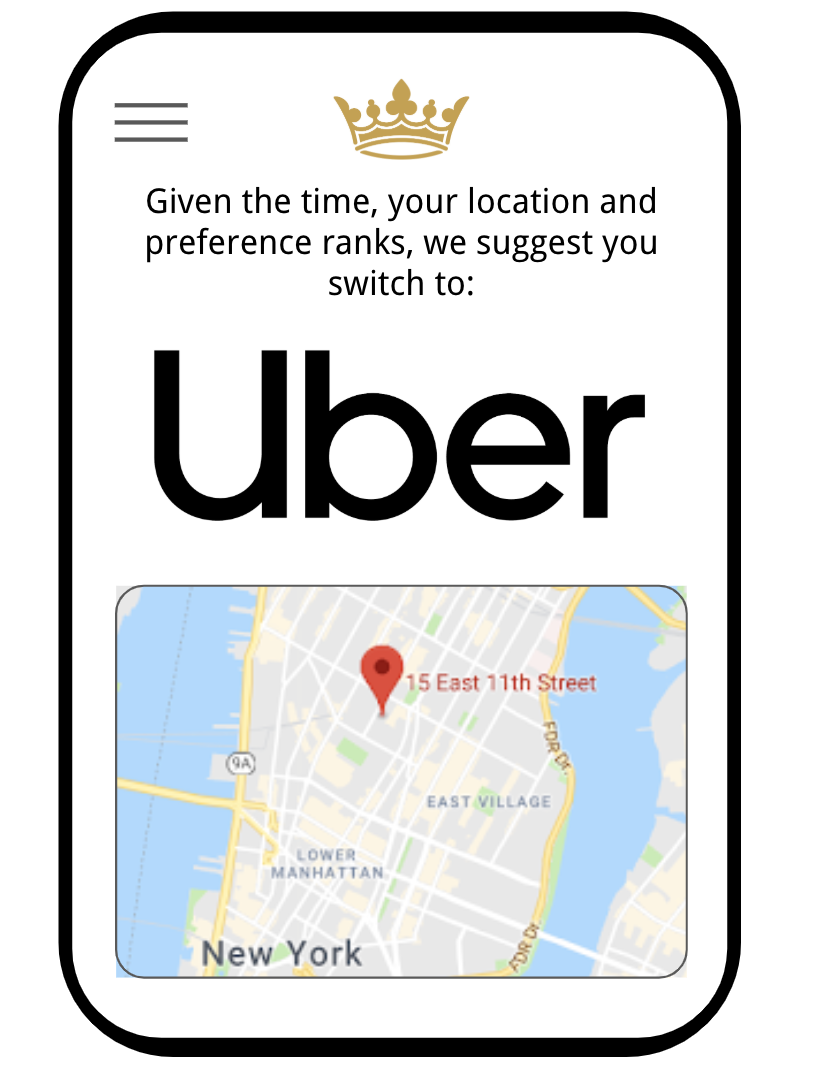 Given the time, your location and
preference ranks, we suggest you
switch to:
Uber
15 East 11th Street
FDR Dr.
9A
EAST VILLAGE
LOWER
MANHATTAN
FDR Dr.
New York